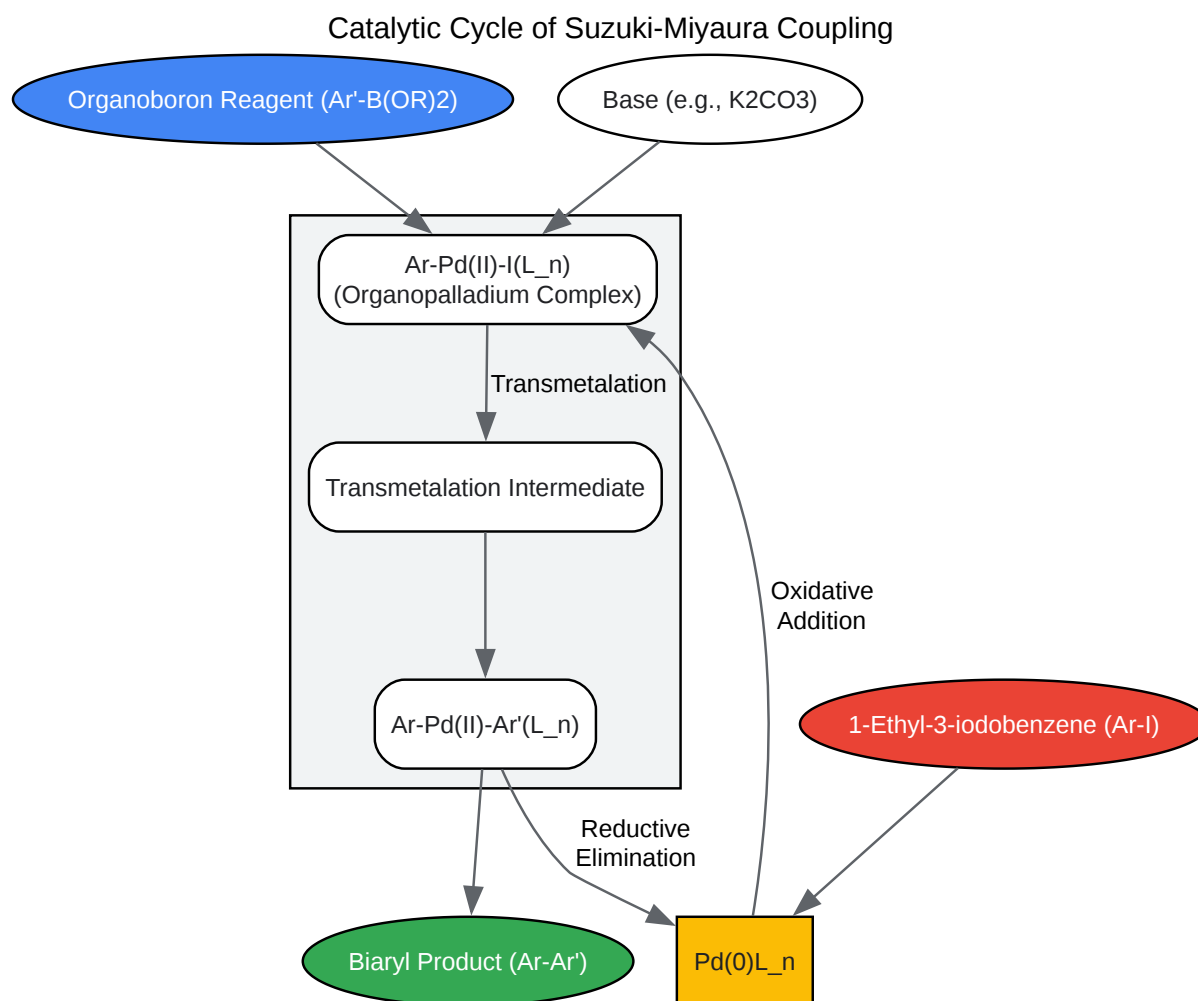 Catalytic Cycle of Suzuki-Miyaura Coupling
Organoboron Reagent (Ar'-B(OR)2)
Base (e.g., K2CO3)
Ar-Pd(II)-I(L_n)
(Organopalladium Complex)
Transmetalation
Transmetalation Intermediate
Oxidative
Addition
Ar-Pd(II)-Ar'(L_n)
1-Ethyl-3-iodobenzene (Ar-I)
Reductive
Elimination
Biaryl Product (Ar-Ar')
Pd(0)L_n